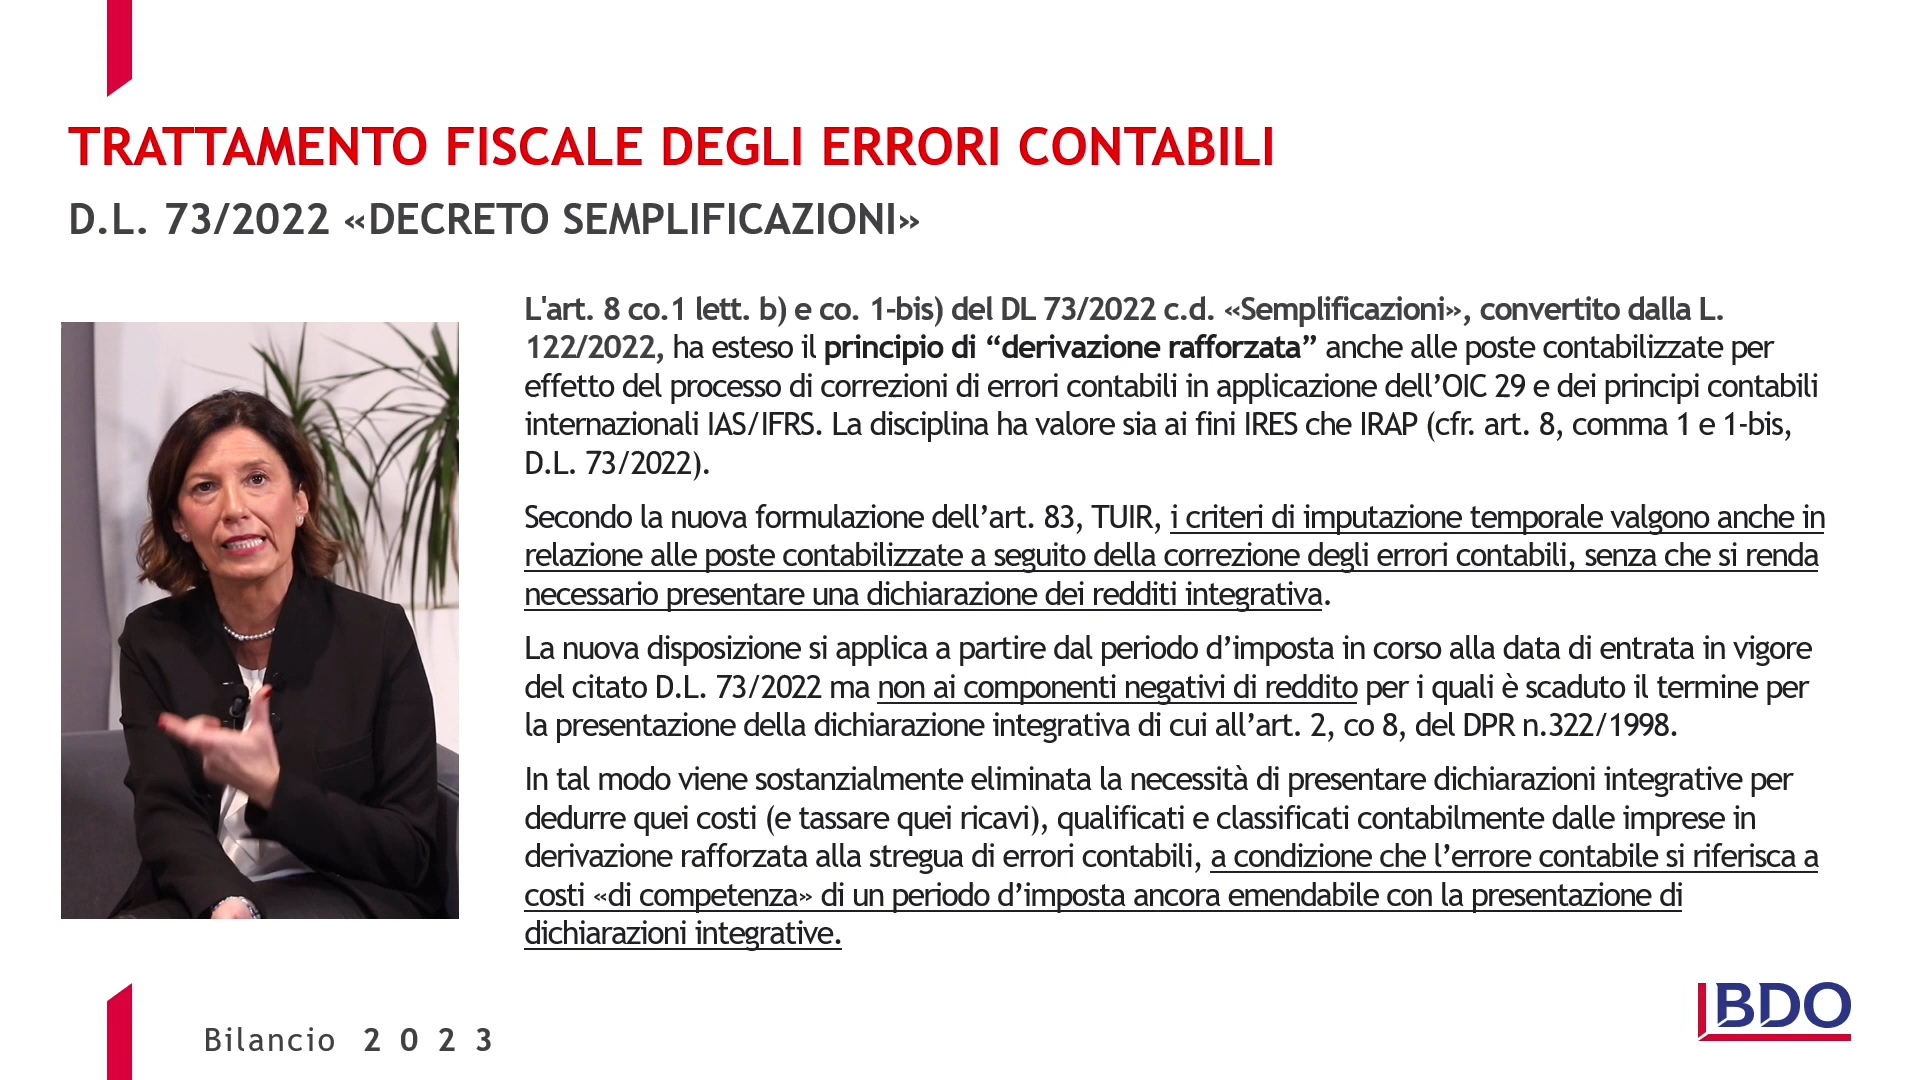 TRATTAMENTO FISCALE DEGLI ERRORI CONTABILI
D.L. 73/2022 «DECRETO SEMPLIFICAZIONI»
L'art. 8 co.1 lett. b) e co. 1-bis) del DL 73/2022 c.d. «Semplificazioni», convertito dalla L.
122/2022, ha esteso il principio di “derivazione rafforzata” anche alle poste contabilizzate per
effetto del processo di correzioni di errori contabili in applicazione dell’OIC 29 e dei principi contabili
internazionali IAS/IFRS. La disciplina ha valore sia ai fini IRES che IRAP (cfr. art. 8, comma 1 e 1-bis,
D.L. 73/2022).
Secondo la nuova formulazione dell’art. 83, TUIR, i criteri di imputazione temporale valgono anche in
relazione alle poste contabilizzate a seguito della correzione degli errori contabili, senza che si renda
necessario presentare una dichiarazione dei redditi integrativa.
La nuova disposizione si applica a partire dal periodo d’imposta in corso alla data di entrata in vigore
del citato D.L. 73/2022 ma non ai componenti negativi di reddito per i quali è scaduto il termine per
la presentazione della dichiarazione integrativa di cui all’art. 2, co 8, del DPR n.322/1998.
In tal modo viene sostanzialmente eliminata la necessità di presentare dichiarazioni integrative per
dedurre quei costi (e tassare quei ricavi), qualificati e classificati contabilmente dalle imprese in
derivazione rafforzata alla stregua di errori contabili, a condizione che l’errore contabile si riferisca a
costi «di competenza» di un periodo d’imposta ancora emendabile con la presentazione di
dichiarazioni integrative.
Bilancio 2023
BDO